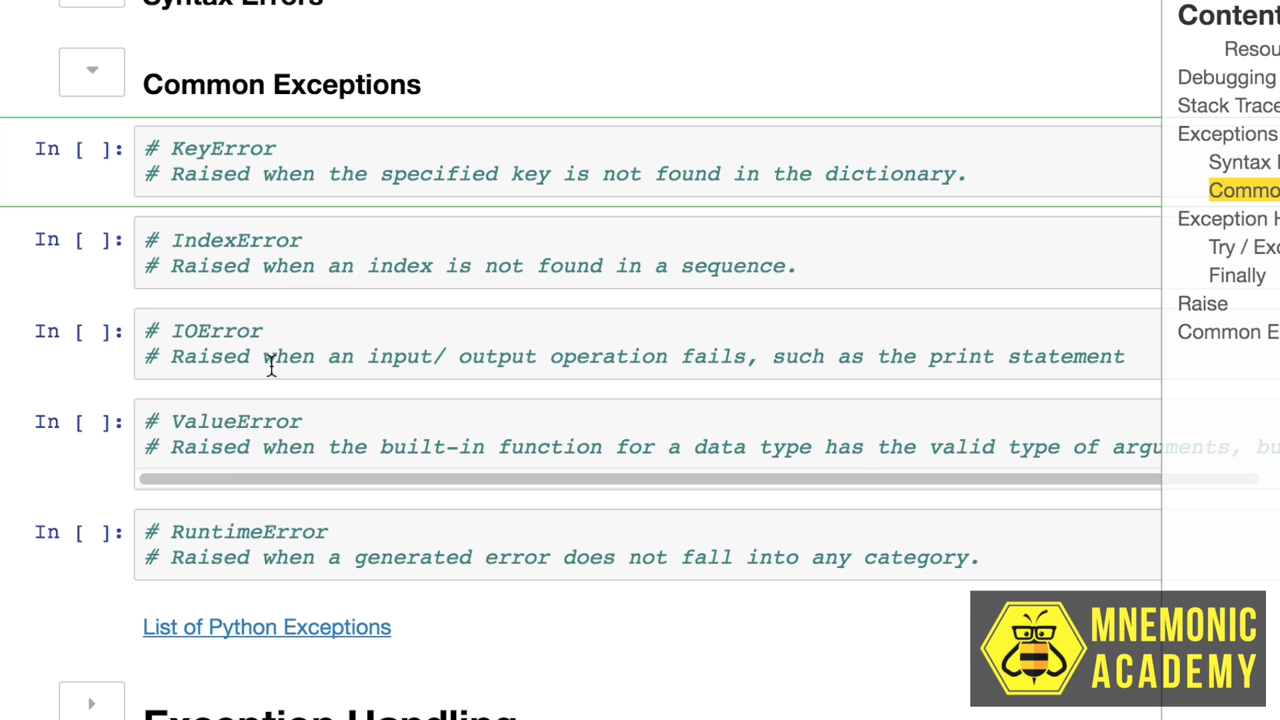 Syntax Errors
Common Exceptions
In [ ]:
# KeyError
# Raised when the specified key is not found in the dictionary.
In [ ]:
# IndexError
# Raised when an index is not found in a sequence.
In [ ]:
# IOError
# Raised when an input/ output operation fails, such as the print statement
In [ ]:
# ValueError
# Raised when the built-in function for a data type has the valid type of arguments, bu
In [ ]:
# RuntimeError
# Raised when a generated error does not fall into any category.
List of Python Exceptions
Exception Handling
Content
Resou
Debugging
Stack Trace
Exceptions
Syntax
Commo
Exception H
Try / Exc
Finally
Raise
Common E
MNEMONIC
ACADEMY